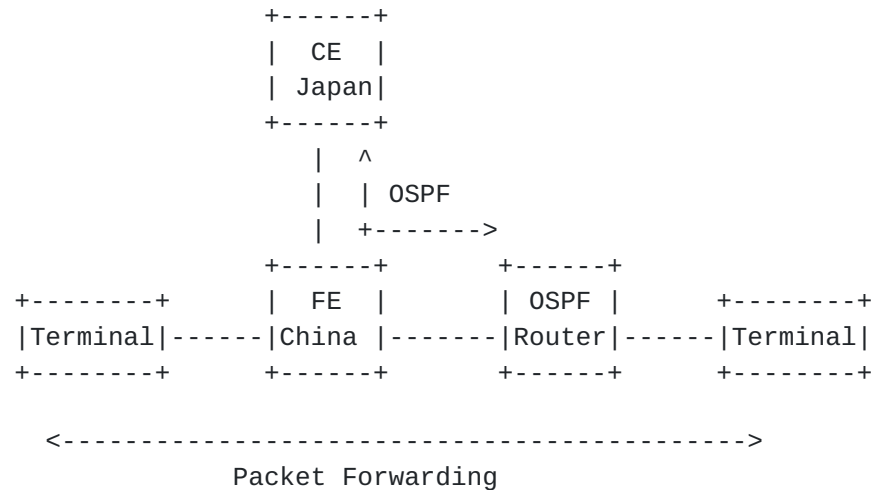 CE
Japan
OSPF
FE OSPF
Terminal China Router Terminal
Packet Forwarding